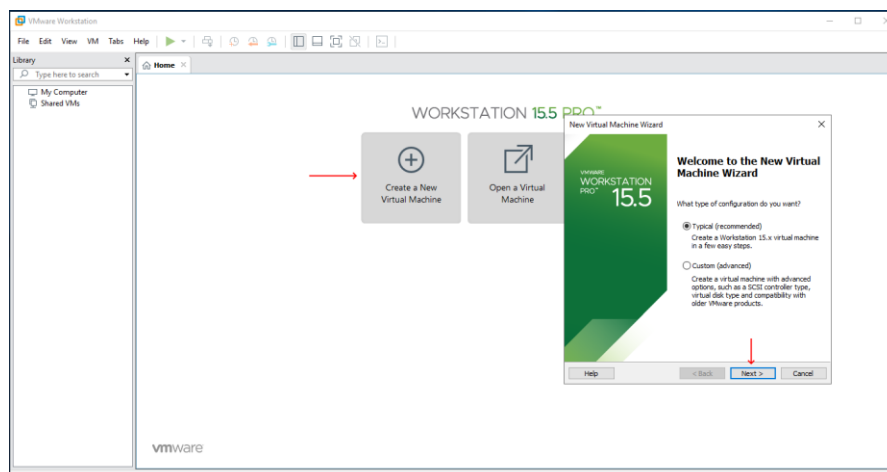 VMware Workstation
File Edit View VM Tabs Help
Library
Home
Type here to search
My Computer
Shared VMs
WORKSTATION 15.5 PRO™
Create a New
Virtual Machine
Open a Virtual
Machine
New Virtual Machine Wizard
VMWARE
WORKSTATION
PRO™ 15.5
Welcome to the New Virtual
Machine Wizard
What type of configuration do you want?
Typical (recommended)
Create a Workstation 15.x virtual machine
in a few easy steps.
Custom (advanced)
Create a virtual machine with advanced
options, such as a SCSI controller type,
virtual disk type and compatibility with
older VMware products.
Help
< Back
Next >
Cancel
vmware